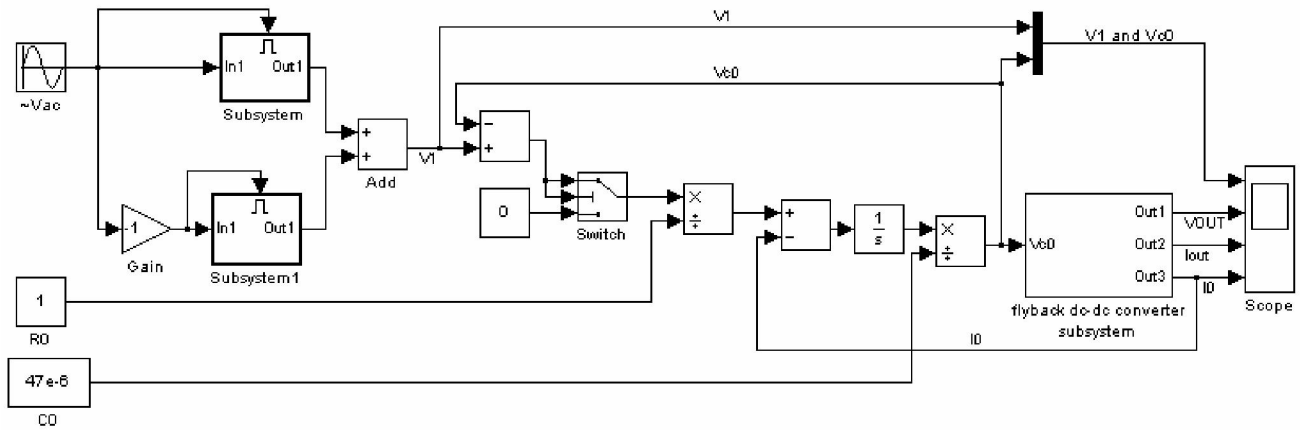 V1
V1 and Vc0
Vc0
~Vac
In1 Out1
Subsystem
+
+
Add
V1
-
+
-1
Gain
In1 Out1
Subsystem1
0
Switch
×
÷
+
-
1
s
×
÷
Vc0
Out1
Out2
Out3
VOUT
Iout
I0
flyback dc-dc converter
subsystem
Scope
1
R0
I0
47e-6
C0